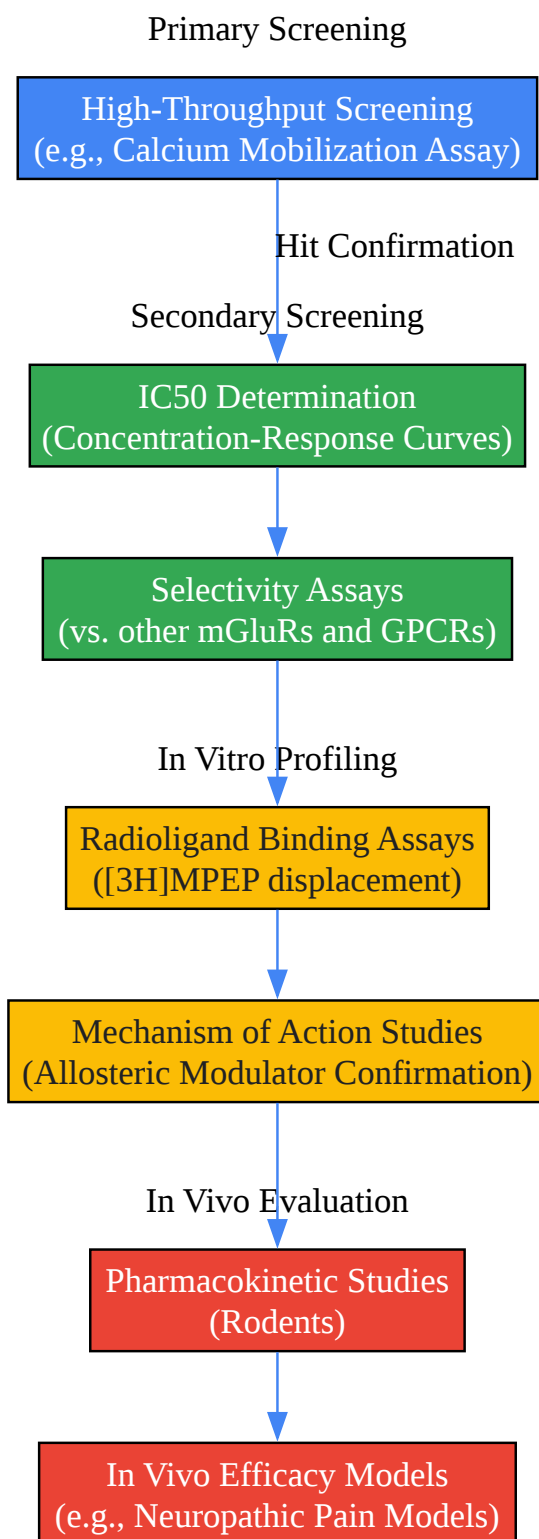 Primary Screening
High-Throughput Screening
(e.g., Calcium Mobilization Assay)
Hit Confirmation
Secondary Screening
IC50 Determination
(Concentration-Response Curves)
Selectivity Assays
(vs. other mGluRs and GPCRs)
In Vitro Profiling
Radioligand Binding Assays
([3H]MPEP displacement)
Mechanism of Action Studies
(Allosteric Modulator Confirmation)
In Vivo Evaluation
Pharmacokinetic Studies
(Rodents)
In Vivo Efficacy Models
(e.g., Neuropathic Pain Models)